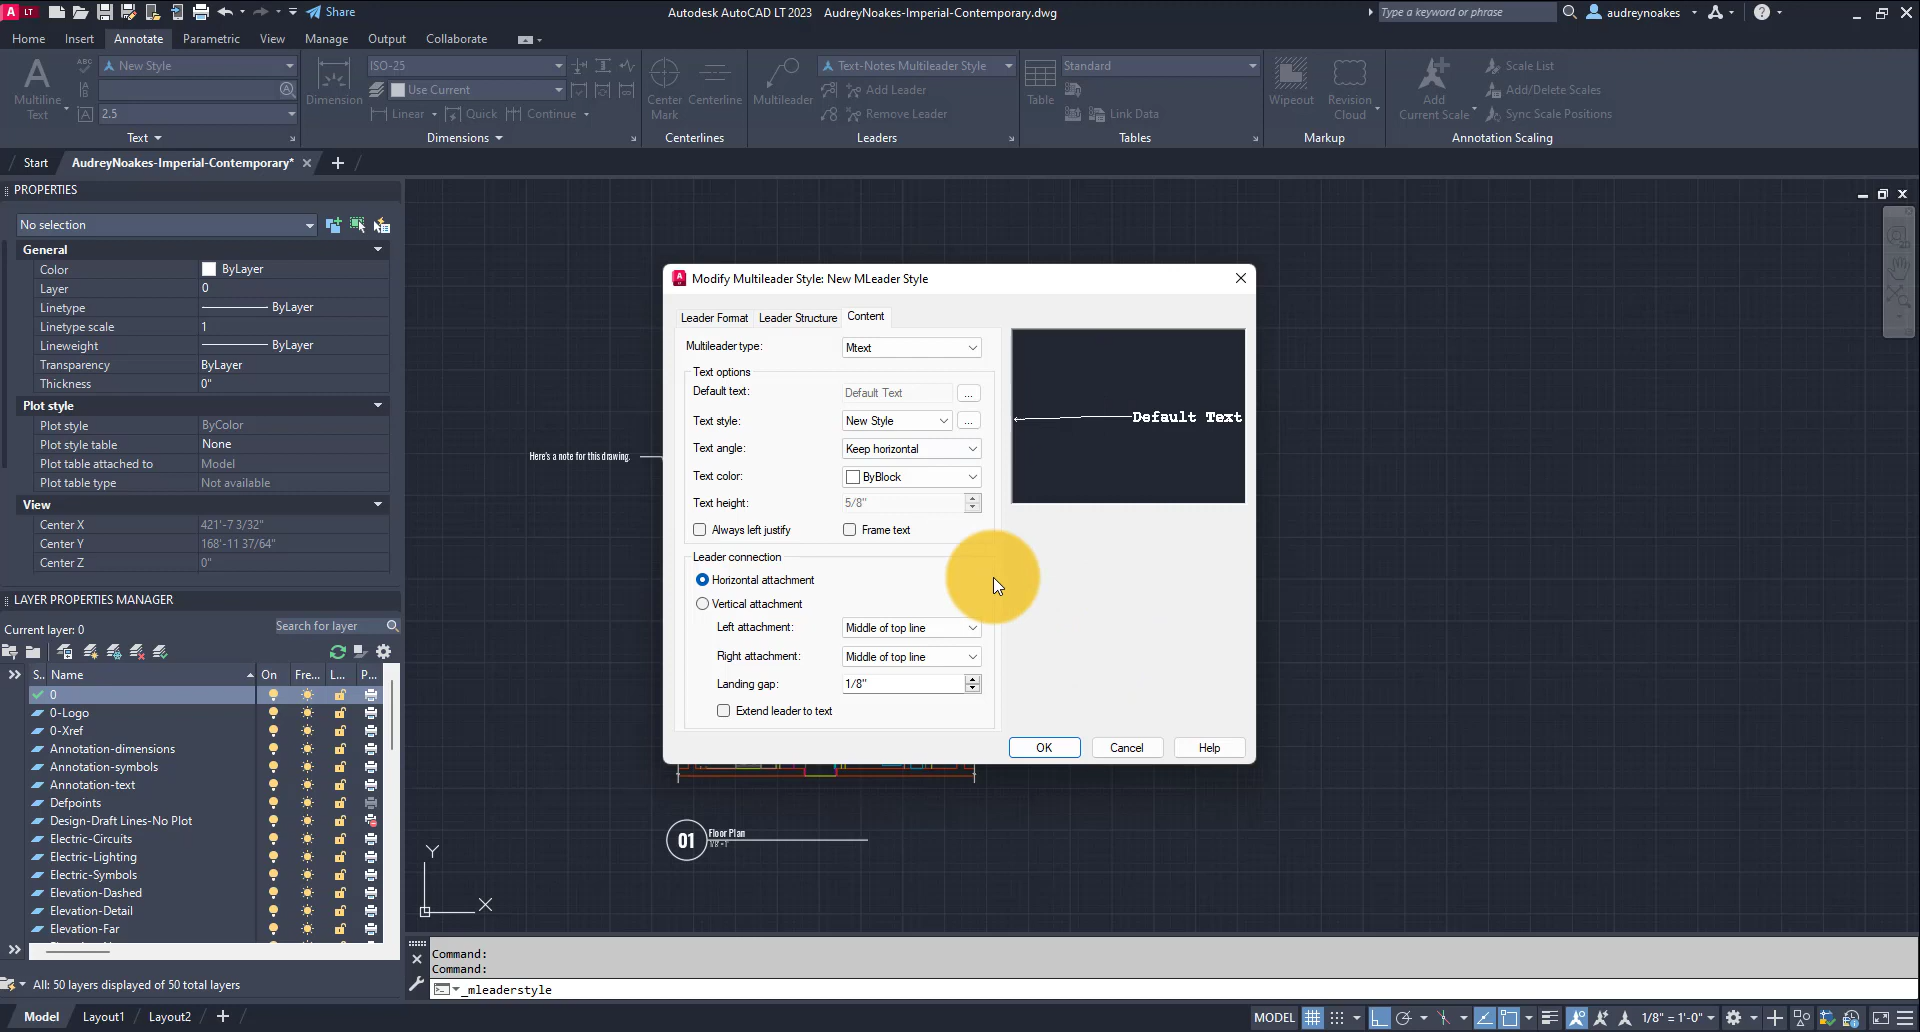 A LT
Share
Autodesk AutoCAD LT 2023 AudreyNoakes-Imperial-Contemporary.dwg
Type a keyword or phrase
audreynoakes
Home Insert Annotate Parametric View Manage Output Collaborate
New Style
ISO-25
Text-Notes Multileader Style
Standard
Scale List
Use Current
Add Leader
Add/Delete Scales
Multiline Text
2.5
Dimension
Linear Quick Continue
Center Mark
Centerline
Multileader
Remove Leader
Table
Link Data
Wipeout
Revision Cloud
Add Current Scale
Sync Scale Positions
Text
Dimensions
Centerlines
Leaders
Tables
Markup
Annotation Scaling
Start AudreyNoakes-Imperial-Contemporary*
PROPERTIES
No selection
General
Color ByLayer
Layer 0
Linetype ByLayer
Linetype scale 1
Lineweight ByLayer
Transparency ByLayer
Thickness 0"
Plot style
Plot style ByColor
Plot style table None
Plot table attached to Model
Plot table type Not available
View
Center X 421'-7 3/32"
Center Y 168'-11 37/64"
Center Z 0"
LAYER PROPERTIES MANAGER
Current layer: 0
Search for layer
S.. Name On Fre... L... P...
0
0-Logo
0-Xref
Annotation-dimensions
Annotation-symbols
Annotation-text
Defpoints
Design-Draft Lines-No Plot
Electric-Circuits
Electric-Lighting
Electric-Symbols
Elevation-Dashed
Elevation-Detail
Elevation-Far
All: 50 layers displayed of 50 total layers
Here's a note for this drawing.
Modify Multileader Style: New MLeader Style
Leader Format Leader Structure Content
Multileader type: Mtext
Text options
Default text: Default Text ...
Text style: New Style ...
Text angle: Keep horizontal
Text color: ByBlock
Text height: 5/8"
Always left justify Frame text
Leader connection
Horizontal attachment
Vertical attachment
Left attachment: Middle of top line
Right attachment: Middle of top line
Landing gap: 1/8"
Extend leader to text
Default Text
OK Cancel Help
01 Floor Plan
Y
X
Command:
Command:
_mleaderstyle
Model Layout1 Layout2
MODEL
1/8" = 1'-0"